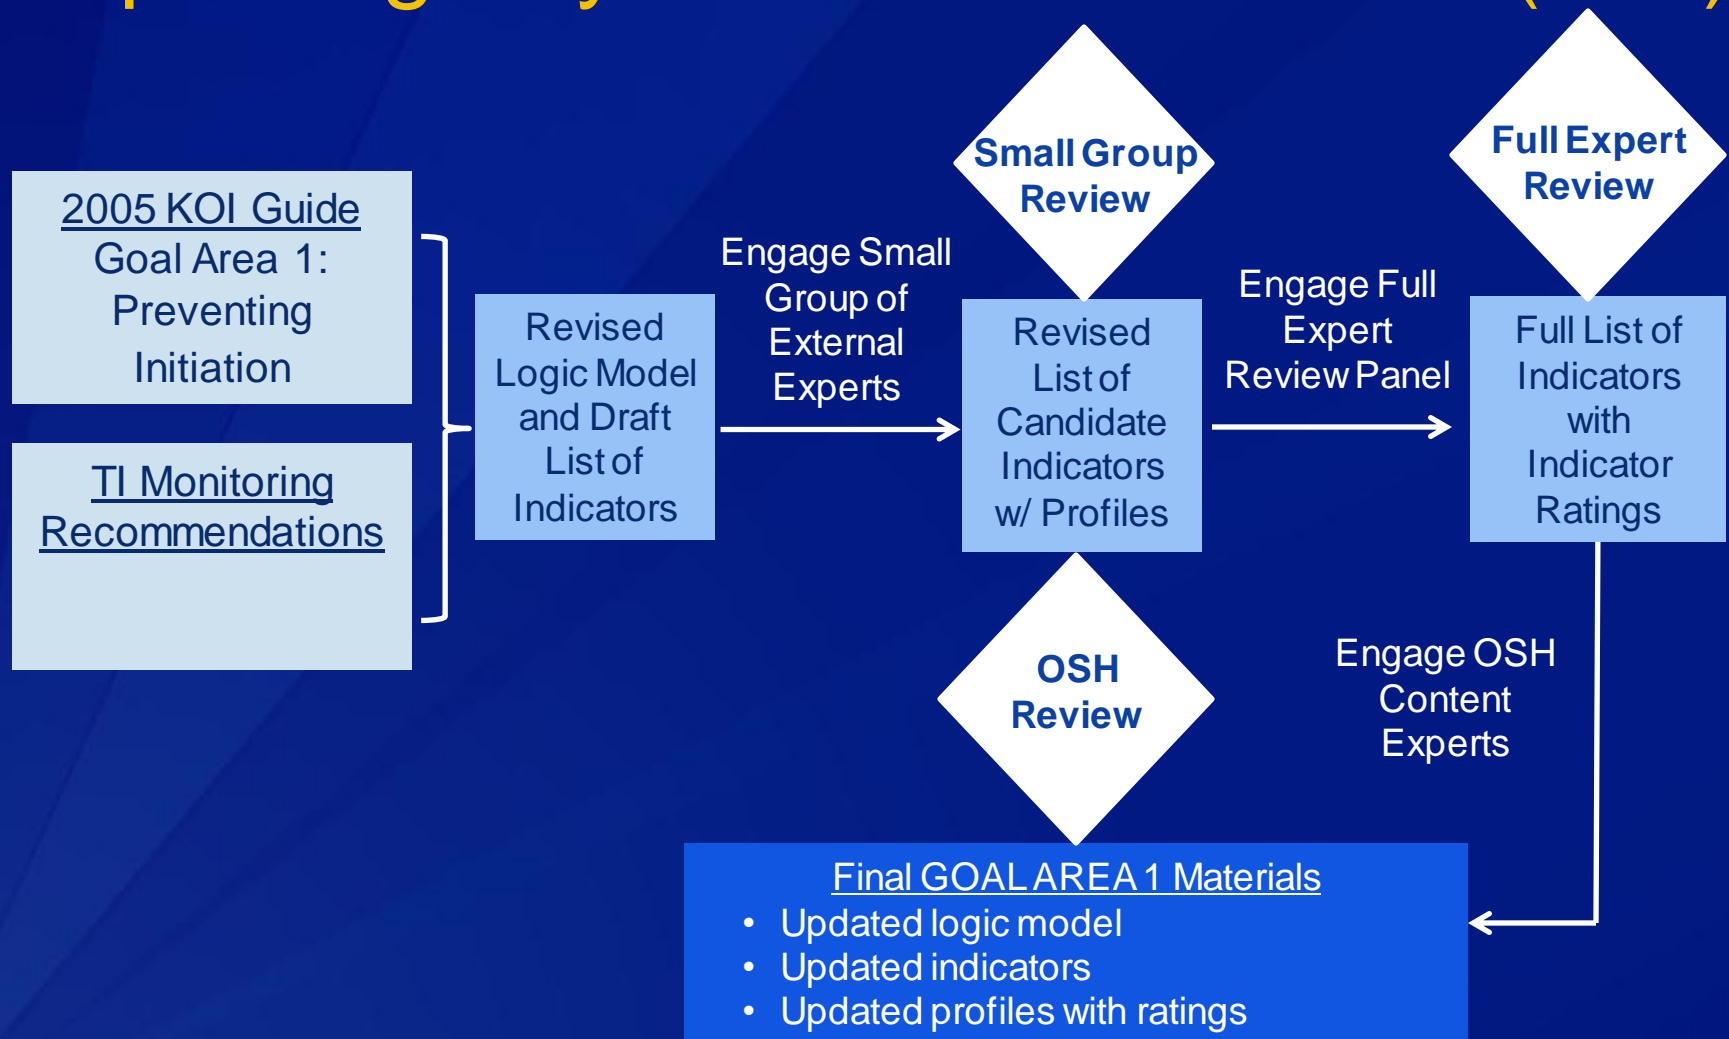 2005 KOI Guide
Goal Area 1:
Preventing
Initiation
TI Monitoring
Recommendations
Revised
Logic Model
and Draft
List of
Indicators
Engage Small
Group of
External
Experts
Small Group
Review
Revised
List of
Candidate
Indicators
w/ Profiles
Engage Full
Expert
Review Panel
Full Expert
Review
Full List of
Indicators
with
Indicator
Ratings
Engage OSH
Content
Experts
OSH
Review
Final GOAL AREA 1 Materials
• Updated logic model
• Updated indicators
• Updated profiles with ratings